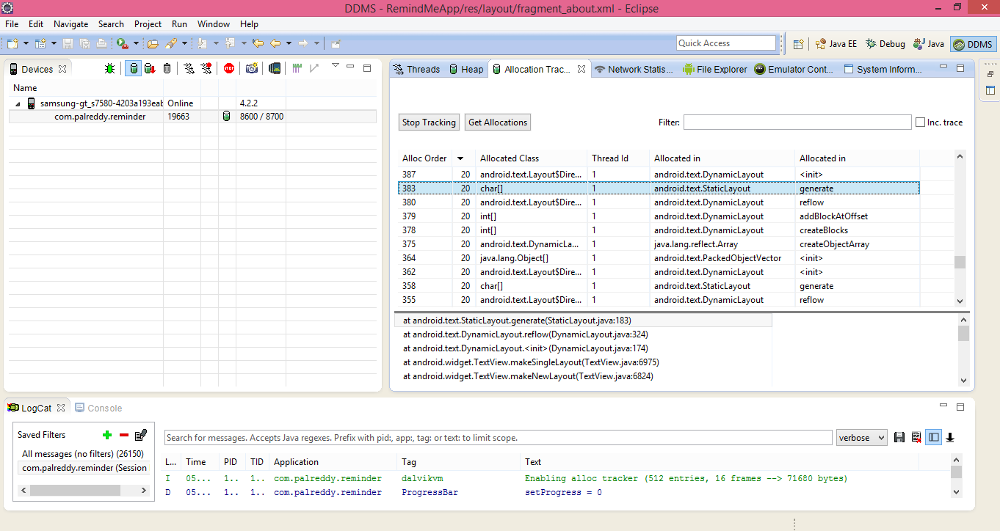 DDMS - RemindMeApp/res/layout/fragment_about.xml - Eclipse
File Edit Navigate Search Project Run Window Help
Quick Access Java EE Debug Java DDMS
Devices
Name
samsung-gt_s7580-4203a193eab Online 4.2.2
com.palreddy.reminder 19663 8600 / 8700
Threads Heap Allocation Trac... Network Statis... File Explorer Emulator Cont... System Inform...
Stop Tracking Get Allocations Filter: Inc. trace
Alloc Order Allocated Class Thread Id Allocated in Allocated in
387 20 android.text.Layout$Dire... 1 android.text.DynamicLayout <init>
383 20 char[] 1 android.text.StaticLayout generate
380 20 android.text.Layout$Dire... 1 android.text.DynamicLayout reflow
379 20 int[] 1 android.text.DynamicLayout addBlockAtOffset
378 20 int[] 1 android.text.DynamicLayout createBlocks
375 20 android.text.DynamicLa... 1 java.lang.reflect.Array createObjectArray
364 20 java.lang.Object[] 1 android.text.PackedObjectVector <init>
362 20 android.text.Layout$Dire... 1 android.text.DynamicLayout <init>
358 20 char[] 1 android.text.StaticLayout generate
355 20 android.text.Layout$Dire... 1 android.text.DynamicLayout reflow
at android.text.StaticLayout.generate(StaticLayout.java:183)
at android.text.DynamicLayout.reflow(DynamicLayout.java:324)
at android.text.DynamicLayout.<init>(DynamicLayout.java:174)
at android.widget.TextView.makeSingleLayout(TextView.java:6975)
at android.widget.TextView.makeNewLayout(TextView.java:6824)
LogCat Console
Saved Filters
All messages (no filters) (26150)
com.palreddy.reminder (Session
Search for messages. Accepts Java regexes. Prefix with pid:, app:, tag: or text: to limit scope. verbose
L... Time PID TID Application Tag Text
I 05... 1.. 1.. com.palreddy.reminder dalvikvm Enabling alloc tracker (512 entries, 16 frames --> 71680 bytes)
D 05... 1.. 1.. com.palreddy.reminder ProgressBar setProgress = 0